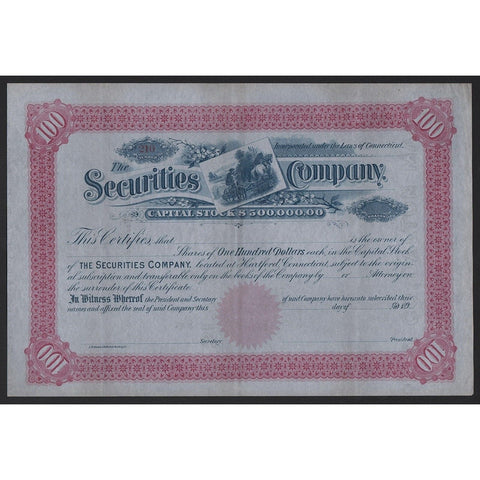 100 100
210
Incorporated under the Laws of Connecticut.
The
Securities Company.
CAPITAL STOCK $500,000.00
This Certifies, that is the owner of
Shares of One Hundred Dollars each, in the Capital Stock
of THE SECURITIES COMPANY. Located at Hartford, Connecticut, subject to the origin-
al subscription and transferable only on the books of the Company by or Attorney on
the surrender of this Certificate.
In Witness Whereof the President and Secretary of said Company have hereunto subscribed their
names and affixed the seal of said Company this day of 189
Secretary President
100 100